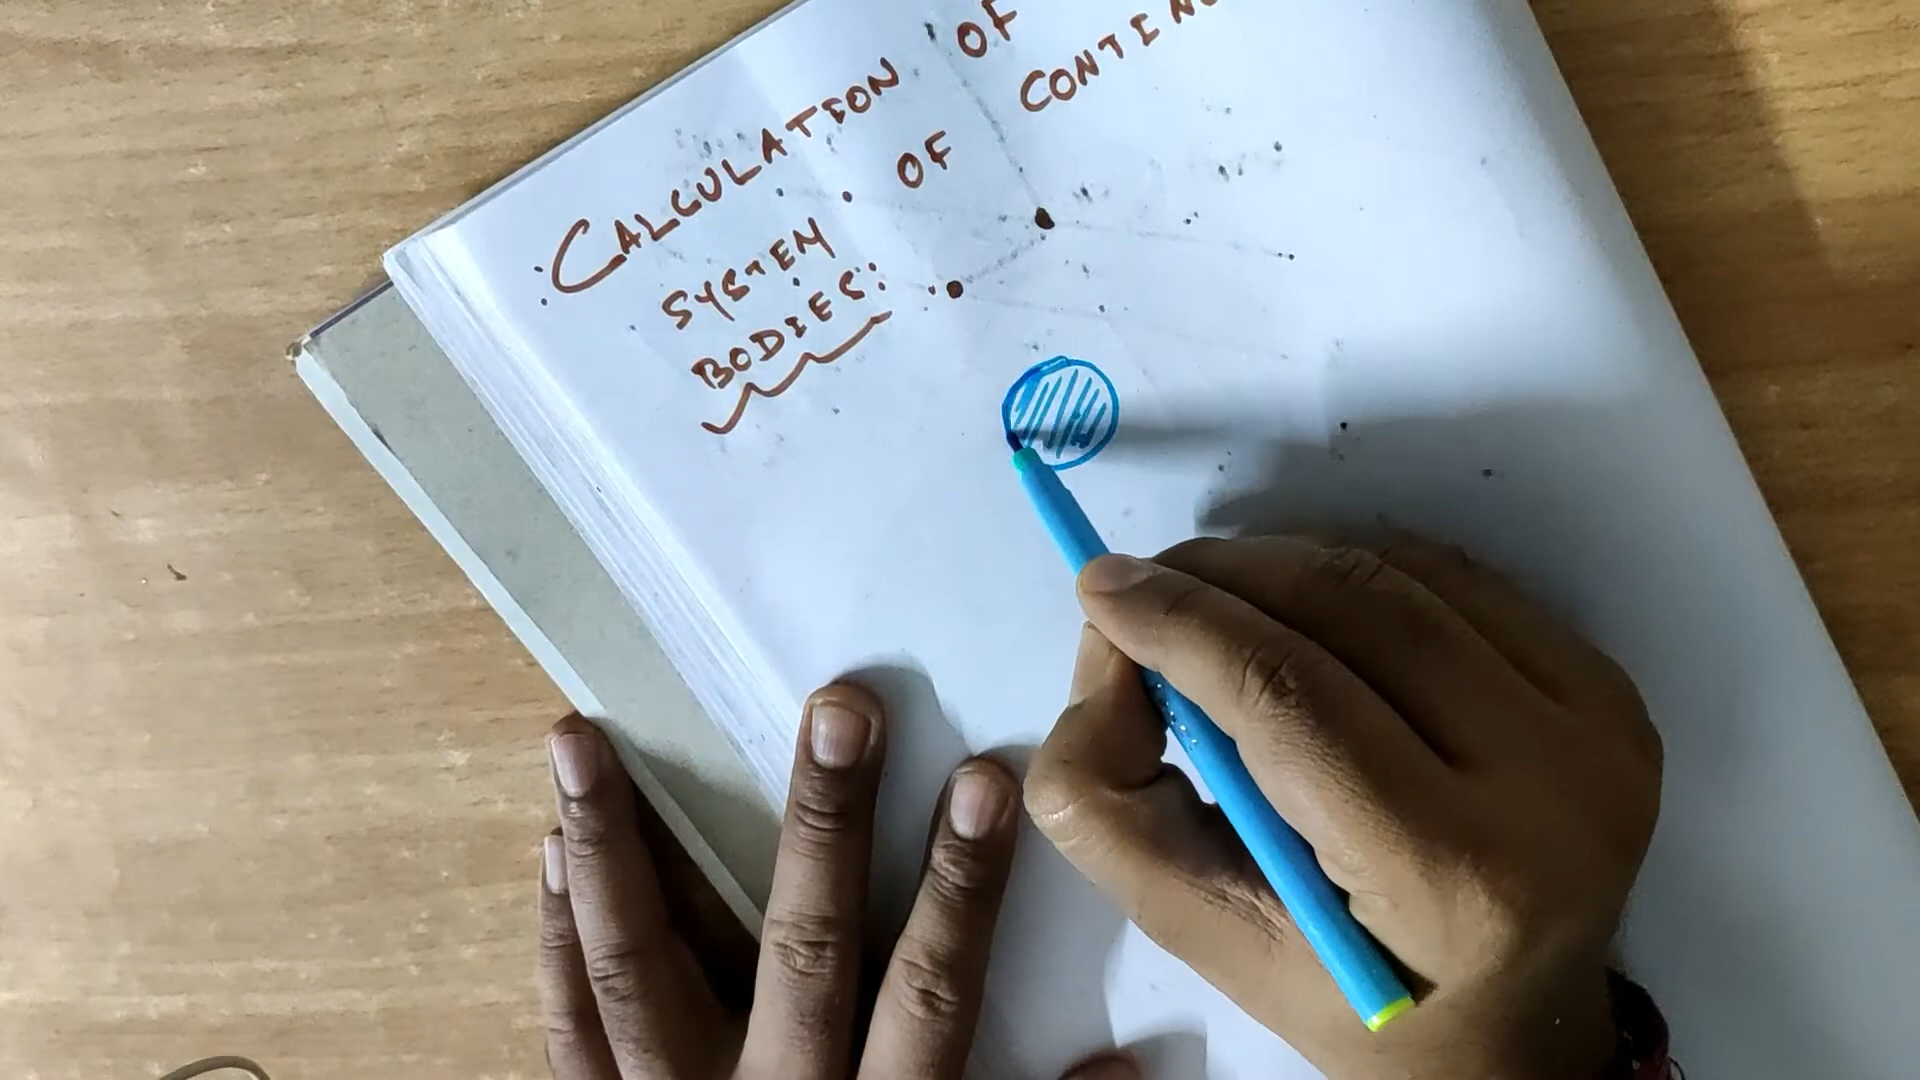 :CALCULATION OF
SYSTEM OF CONTIN
BODIES: